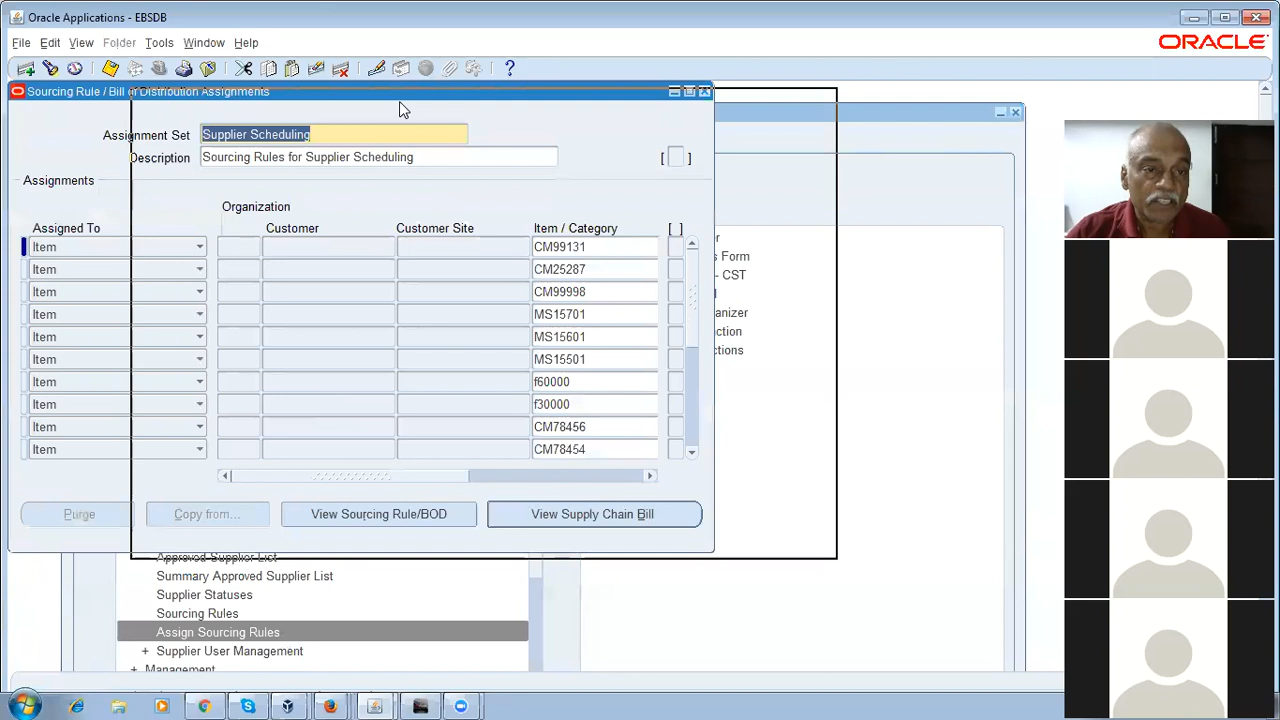 Oracle Applications - EBSDB
File Edit View Folder Tools Window Help
ORACLE
Sourcing Rule / Bill of Distribution Assignments
Assignment Set Supplier Scheduling
Description Sourcing Rules for Supplier Scheduling [ ]
Assignments
Organization
Assigned To Customer Customer Site Item / Category [ ]
Item CM99131
Item CM25287
Item CM99998
Item MS15701
Item MS15601
Item MS15501
Item f60000
Item f30000
Item CM78456
Item CM78454
s Form
- CST
anizer
ction
ctions
Purge Copy from... View Sourcing Rule/BOD View Supply Chain Bill
Approved Supplier List
Summary Approved Supplier List
Supplier Statuses
Sourcing Rules
Assign Sourcing Rules
+ Supplier User Management
+ Management